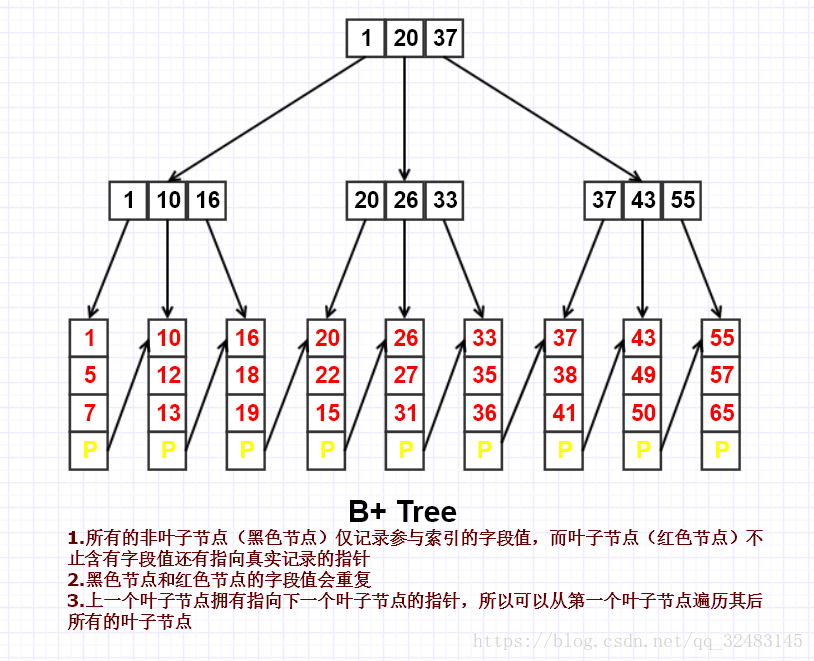 1 20 37
1 10 16 20 26 33 37 43 55
1 10 16 20 26 33 37 43 55
5 12 18 22 27 35 38 49 57
7 13 19 15 31 36 41 50 65
P P P P P P P P P
B+ Tree
1.所有的非叶子节点（黑色节点）仅记录参与索引的字段值，而叶子节点（红色节点）不
止含有字段值还有指向真实记录的指针
2.黑色节点和红色节点的字段值会重复
3.上一个叶子节点拥有指向下一个叶子节点的指针，所以可以从第一个叶子节点遍历其后
所有的叶子节点
https://blog.csdn.net/qq_32483145